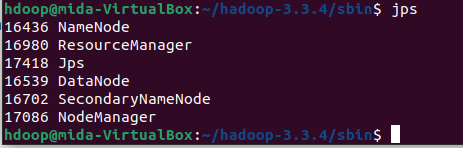 hdoop@mida-VirtualBox:~/hadoop-3.3.4/sbin$ jps
16436 NameNode
16980 ResourceManager
17418 Jps
16539 DataNode
16702 SecondaryNameNode
17086 NodeManager
hdoop@mida-VirtualBox:~/hadoop-3.3.4/sbin$